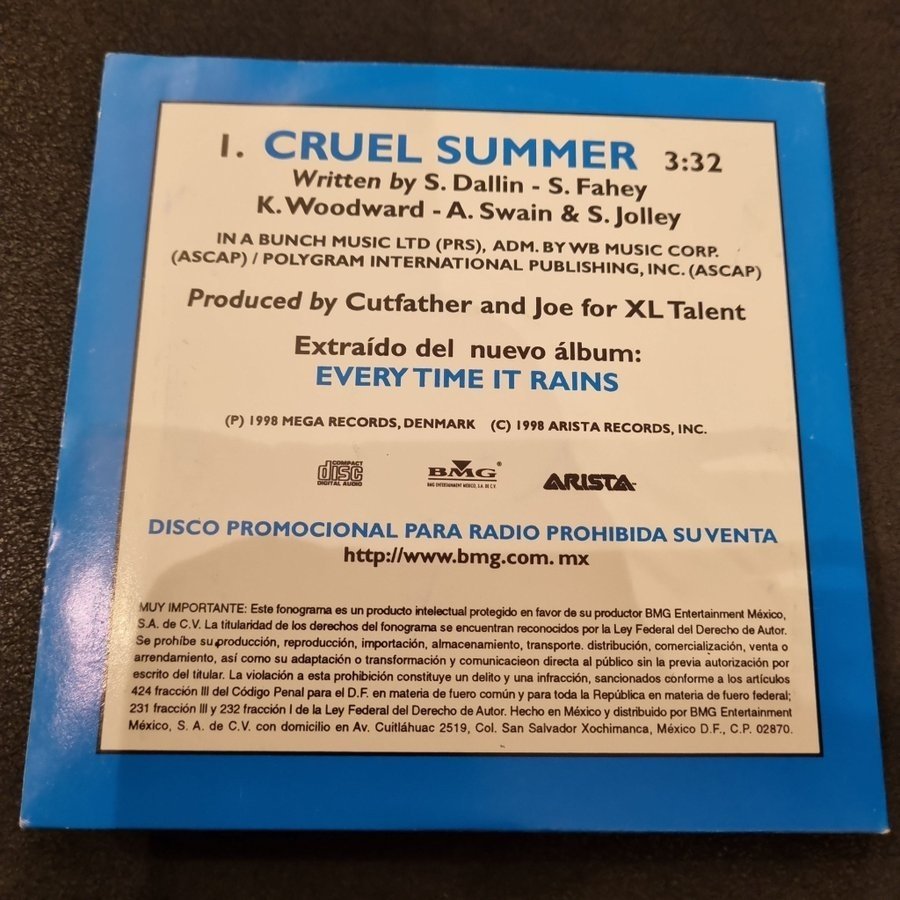 1. CRUEL SUMMER 3:32
Written by S. Dallin - S. Fahey
K. Woodward - A. Swain & S. Jolley
IN A BUNCH MUSIC LTD (PRS), ADM. BY WB MUSIC CORP.
(ASCAP) / POLYGRAM INTERNATIONAL PUBLISHING, INC. (ASCAP)
Produced by Cutfather and Joe for XL Talent
Extraído del nuevo álbum:
EVERY TIME IT RAINS
(P) 1998 MEGA RECORDS, DENMARK (C) 1998 ARISTA RECORDS, INC.
COMPACT disc DIGITAL AUDIO
BMG ® BMG ENTERTAINMENT MEXICO, S.A. DE C.V.
ARISTA
DISCO PROMOCIONAL PARA RADIO PROHIBIDA SU VENTA
http://www.bmg.com. mx
MUY IMPORTANTE: Este fonograma es un producto intelectual protegido en favor de su productor BMG Entertainment México,
S.A. de C.V. La titularidad de los derechos del fonograma se encuentran reconocidos por la Ley Federal del Derecho de Autor.
Se prohíbe su producción, reproducción, importación, almacenamiento, transporte. distribución, comercialización, venta o
arrendamiento, así como su adaptación o transformación y comunicacieon directa al público sin la previa autorización por
escrito del titular. La violación a esta prohibición constituye un delito y una infracción, sancionados conforme a los artículos
424 fracción III del Código Penal para el D.F. en materia de fuero común y para toda la República en materia de fuero federal;
231 fracción III y 232 fracción I de la Ley Federal del Derecho de Autor. Hecho en México y distribuido por BMG Entertainment
México, S. A. de C.V. con domicilio en Av. Cuitláhuac 2519, Col. San Salvador Xochimanca, México D.F., C.P. 02870.